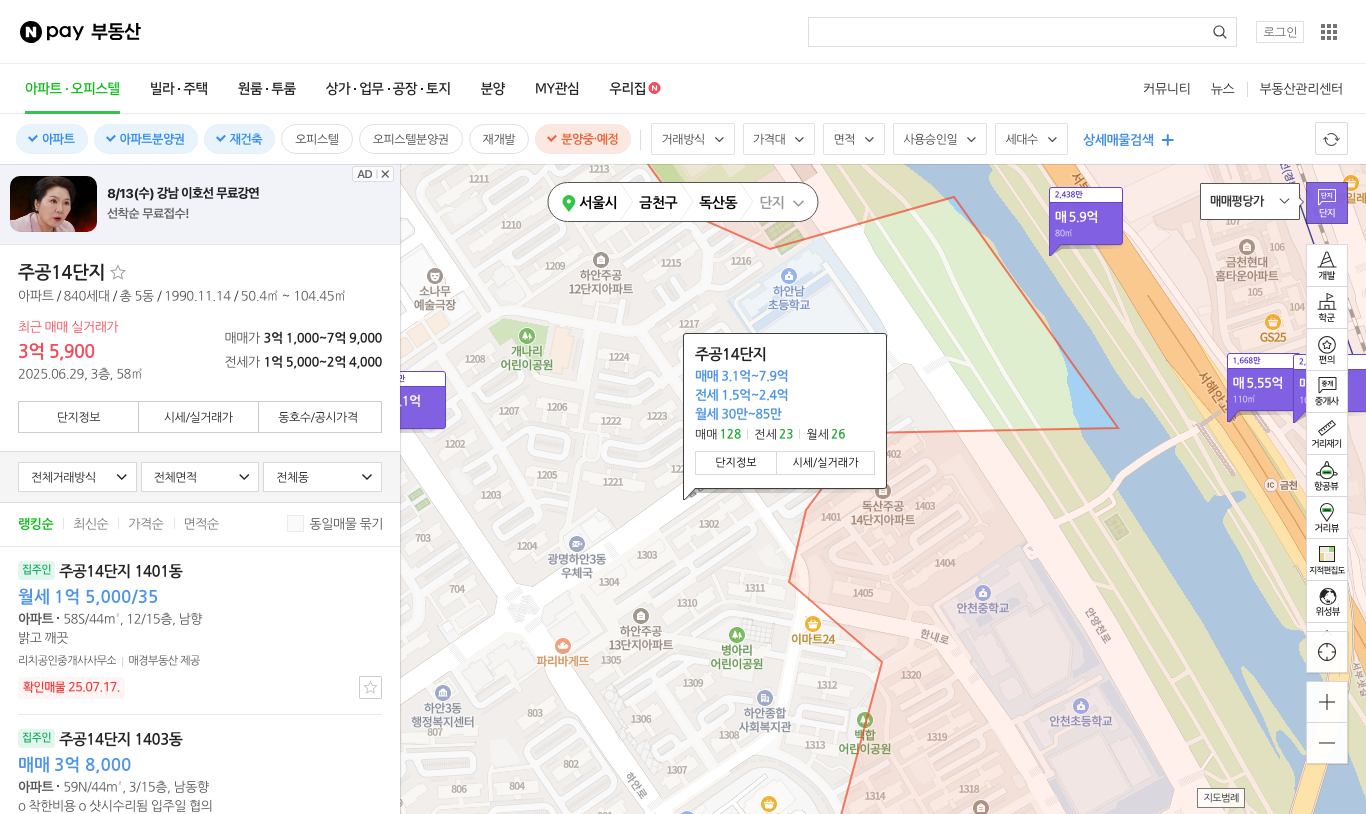 N pay 부동산
로그인
아파트·오피스텔
빌라·주택
원룸·투룸
상가·업무·공장·토지
분양
MY관심
우리집 N
커뮤니티
뉴스
부동산관리센터
아파트
아파트분양권
재건축
오피스텔
오피스텔분양권
재개발
분양중·예정
거래방식
가격대
면적
사용승인일
세대수
상세매물검색
8/13(수) 강남 이호선 무료강연
선착순 무료접수!
AD
주공14단지
아파트 / 840세대 / 총 5동 / 1990.11.14 / 50.4㎡ ~ 104.45㎡
최근 매매 실거래가
3억 5,900
2025.06.29, 3층, 58㎡
매매가 3억 1,000~7억 9,000
전세가 1억 5,000~2억 4,000
단지정보
시세/실거래가
동호수/공시가격
전체거래방식
전체면적
전체동
랭킹순
최신순
가격순
면적순
동일매물 묶기
집주인 주공14단지 1401동
월세 1억 5,000/35
아파트 · 58S/44㎡, 12/15층, 남향
밝고 깨끗
리치공인중개사사무소
매경부동산 제공
확인매물 25.07.17.
집주인 주공14단지 1403동
매매 3억 8,000
아파트 · 59N/44㎡, 3/15층, 남동향
o 착한비용 o 샷시수리됨 입주일 협의
서울시
금천구
독산동
단지
주공14단지
매매 3.1억~7.9억
전세 1.5억~2.4억
월세 30만~85만
매매 128
전세 23
월세 26
단지정보
시세/실거래가
2,438만
매 5.9억
80㎡
1,668만
매 5.55억
110㎡
매매평당가
단지
단지
개발
학군
편의
중개
중개사
거리재기
항공뷰
거리뷰
지적편집도
위성뷰
지도범례
1211
1213
1210
1209
1215
1216
하안주공
12단지아파트
소나무
예술극장
하안남
초등학교
1217
개나리
어린이공원
1208
1207
1206
1222
1223
1202
1205
1221
1203
1201
703
1204
광명하안3동
우체국
1302
1303
1304
704
하안주공
13단지아파트
1310
1311
1305
파리바게뜨
병아리
어린이공원
이마트24
1309
1312
하안3동
행정복지센터
807
803
1306
하안종합
사회복지관
1308
1313
백합
어린이공원
802
1307
806
804
하안로
1314
1318
1319
1320
1405
1401
1403
독산주공
14단지아파트
한내로
안천중학교
안천초등학교
안양천로
서해안고
107
106
금천현대
홈타운아파트
105
104
GS25
IC 금천